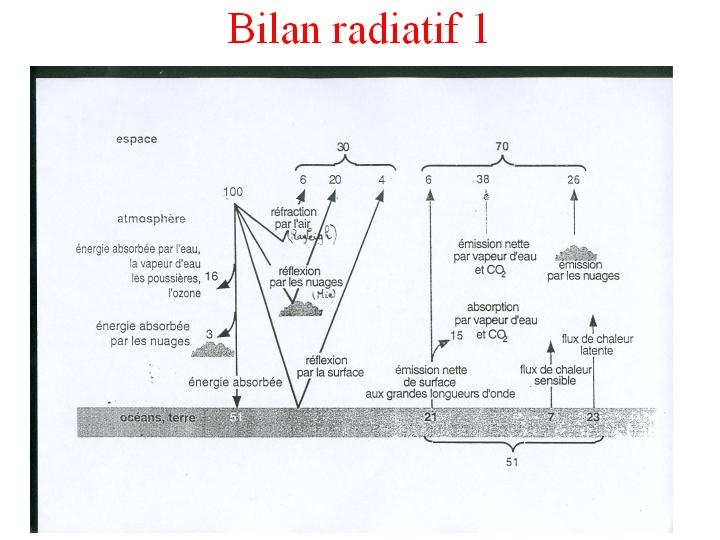 Bilan radiatif 1
espace
30
70
6
20
4
6
38
26
100
atmosphère
réfraction
par l'air
(Rayleigh)
énergie absorbée par l'eau,
la vapeur d'eau
les poussières,
l'ozone
16
émission nette
par vapeur d'eau
et CO2
émission
par les nuages
réflexion
par les nuages
(Mie)
absorption
par vapeur d'eau
et CO2
15
énergie absorbée
par les nuages
3
flux de chaleur
latente
réflexion
par la surface
émission nette
de surface
aux grandes longueurs d'onde
flux de chaleur
sensible
énergie absorbée
océans, terre
51
21
7
23
51